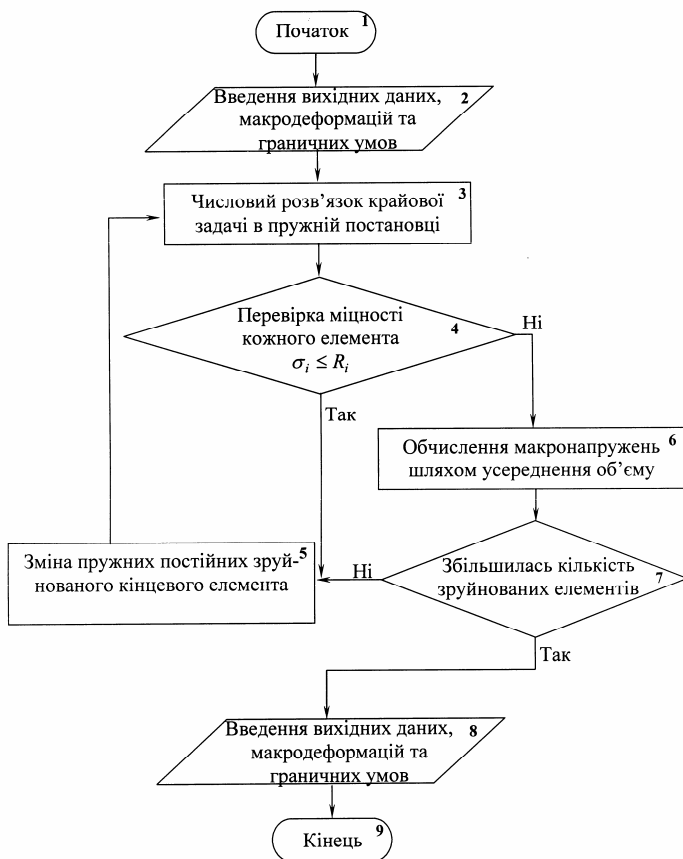 Початок 1
Введення вихідних даних, 2
макродеформацій та
граничних умов
Числовий розв'язок крайової 3
задачі в пружній постановці
Перевірка міцності
кожного елемента 4
σi ≤ Ri
Ні
Так
Обчислення макронапружень 6
шляхом усереднення об'єму
Зміна пружних постійних зруй- 5
нованого кінцевого елемента
Ні
Збільшилась кількість
зруйнованих елементів 7
Так
Введення вихідних даних, 8
макродеформацій та
граничних умов
Кінець 9